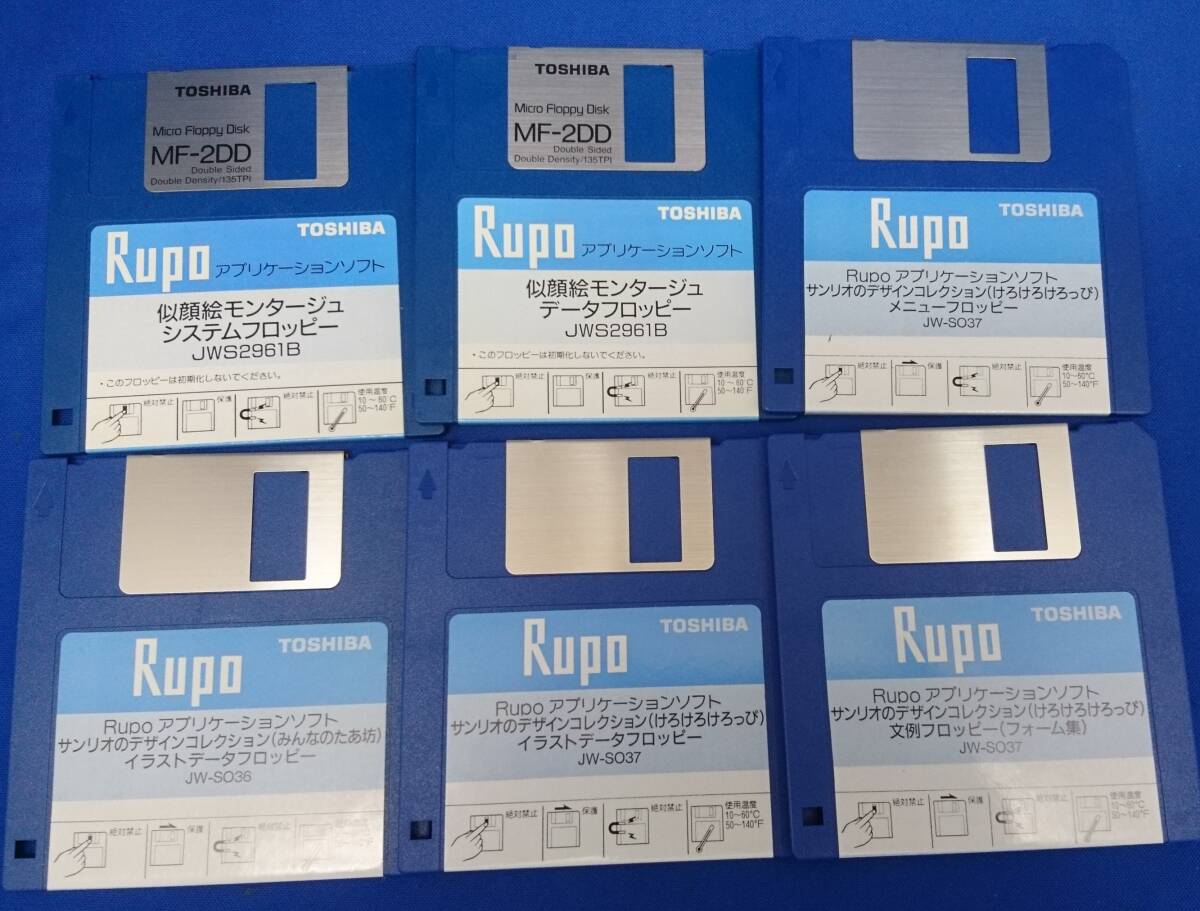 TOSHIBA
Micro Floppy Disk
MF-2DD
Double Sided
Double Density/135TPI
Rupo
TOSHIBA
アプリケーションソフト
似顔絵モンタージュ
システムフロッピー
JWS2961B
・このフロッピーは初期化しないでください。
絶対禁止
保護
絶対禁止
使用温度
10～60℃
50～140°F
TOSHIBA
Micro Floppy Disk
MF-2DD
Double Sided
Double Density/135TPI
Rupo
TOSHIBA
アプリケーションソフト
似顔絵モンタージュ
データフロッピー
JWS2961B
・このフロッピーは初期化しないでください。
絶対禁止
保護
絶対禁止
使用温度
10～60℃
50～140°F
Rupo
TOSHIBA
Rupo アプリケーションソフト
サンリオのデザインコレクション(けろけろけろっぴ)
メニューフロッピー
JW-SO37
絶対禁止
保護
絶対禁止
使用温度
10～60℃
50～140°F
Rupo
TOSHIBA
Rupo アプリケーションソフト
サンリオのデザインコレクション(みんなのたあ坊)
イラストデータフロッピー
JW-SO36
絶対禁止
保護
Rupo
TOSHIBA
Rupo アプリケーションソフト
サンリオのデザインコレクション(けろけろけろっぴ)
イラストデータフロッピー
JW-SO37
絶対禁止
保護
絶対禁止
使用温度
10～60℃
50～140°F
Rupo
TOSHIBA
Rupo アプリケーションソフト
サンリオのデザインコレクション(けろけろけろっぴ)
文例フロッピー(フォーム集)
JW-SO37
絶対禁止
保護
絶対禁止
使用温度
10～60℃
50～140°F